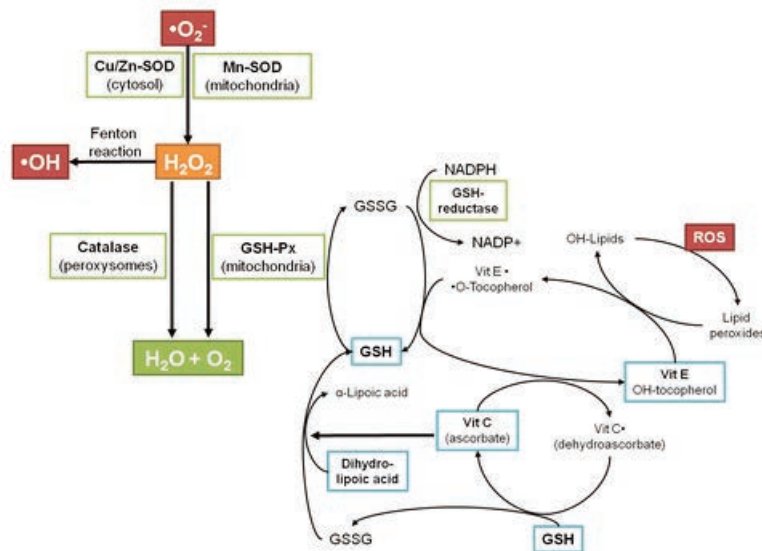 •O₂⁻
Cu/Zn-SOD
(cytosol)
Mn-SOD
(mitochondria)
Fenton
reaction
•OH
H₂O₂
Catalase
(peroxysomes)
GSH-Px
(mitochondria)
H₂O + O₂
GSSG
NADPH
GSH-
reductase
NADP+
Vit E •
•O-Tocopherol
OH-Lipids
ROS
Lipid
peroxides
GSH
Vit E
OH-tocopherol
α-Lipoic acid
Vit C
(ascorbate)
Vit C•
(dehydroascorbate)
Dihydro-
lipoic acid
GSSG
GSH